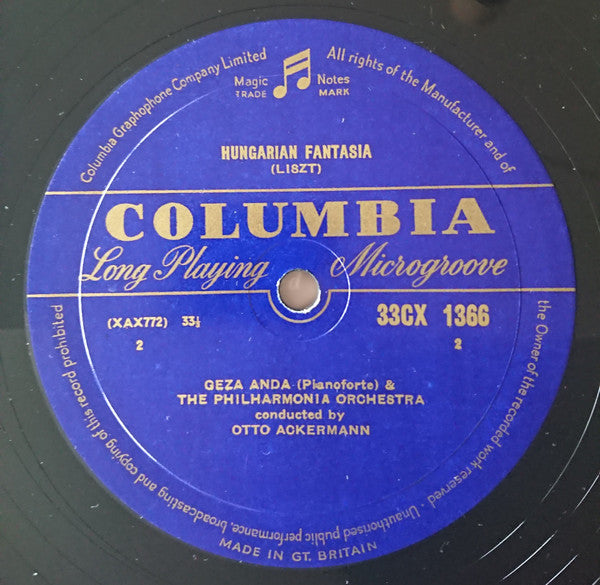 Columbia Graphophone Company Limited
All rights of the Manufacturer and of
the Owner of the recorded work reserved · Unauthorised public performance, broadcasting and copying of this record prohibited
Magic Notes
TRADE MARK
HUNGARIAN FANTASIA
(LISZT)
COLUMBIA
Long Playing Microgroove
(XAX772) 33⅓ 33CX 1366
2 2
GEZA ANDA (Pianoforte) &
THE PHILHARMONIA ORCHESTRA
conducted by
OTTO ACKERMANN
MADE IN GT. BRITAIN